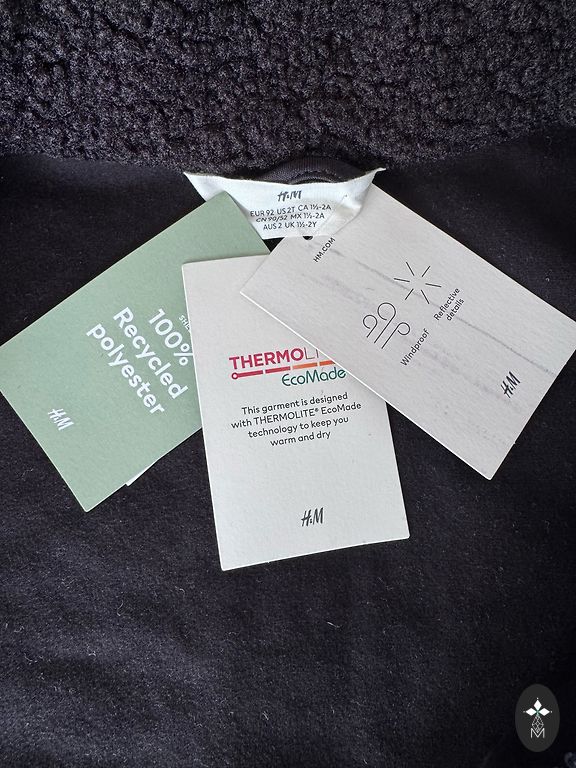 H&M
EUR 92 US 2T CA 1½-2A
CN 90/52 MX 1½-2A
AUS 2 UK 1½-2Y
HM.COM
100%
Recycled
polyester
H&M
THERMOLI
EcoMade
This garment is designed
with THERMOLITE® EcoMade
technology to keep you
warm and dry
H&M
Windproof
Reflective
details
H&M
M